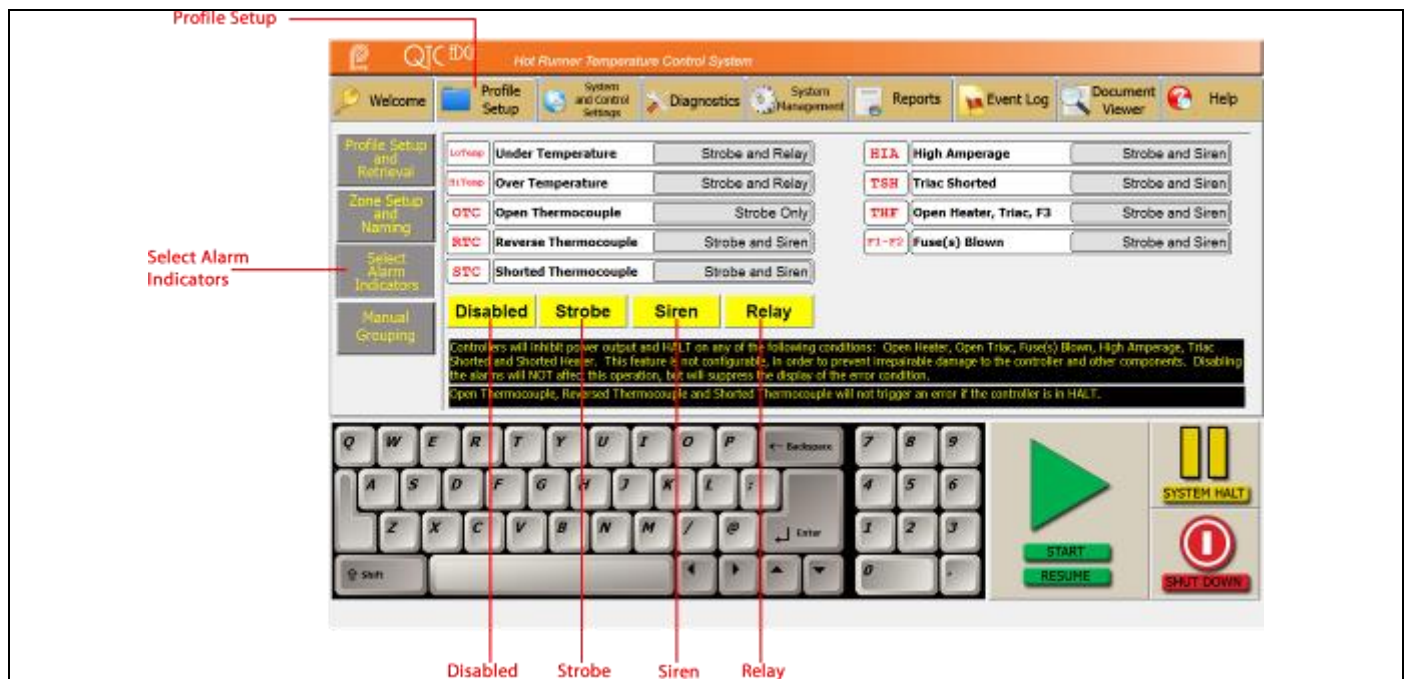 Profile Setup
QTC fDX Hot Runner Temperature Control System
Welcome
Profile Setup
System and Control Settings
Diagnostics
System Management
Reports
Event Log
Document Viewer
Help
Profile Setup and Retrieval
Zone Setup and Naming
Select Alarm Indicators
Manual Grouping
Select Alarm Indicators
LoTemp Under Temperature Strobe and Relay
HiTemp Over Temperature Strobe and Relay
OTC Open Thermocouple Strobe Only
RTC Reverse Thermocouple Strobe and Siren
STC Shorted Thermocouple Strobe and Siren
HIA High Amperage Strobe and Siren
TSH Triac Shorted Strobe and Siren
THF Open Heater, Triac, F3 Strobe and Siren
F1-F2 Fuse(s) Blown Strobe and Siren
Disabled Strobe Siren Relay
Controllers will inhibit power output and HALT on any of the following conditions: Open Heater, Open Triac, Fuse(s) Blown, High Amperage, Triac
Shorted and Shorted Heater. This feature is not configurable, in order to prevent irrepairable damage to the controller and other components. Disabling
the alarms will NOT affect this operation, but will suppress the display of the error condition.
Open Thermocouple, Reversed Thermocouple and Shorted Thermocouple will not trigger an error if the controller is in HALT.
Q W E R T Y U I O P <-- Backspace 7 8 9
A S D F G H J K L : 4 5 6
Z X C V B N M / @ Enter 1 2 3
Shift 0 .
START
RESUME
SYSTEM HALT
SHUT DOWN
Disabled Strobe Siren Relay